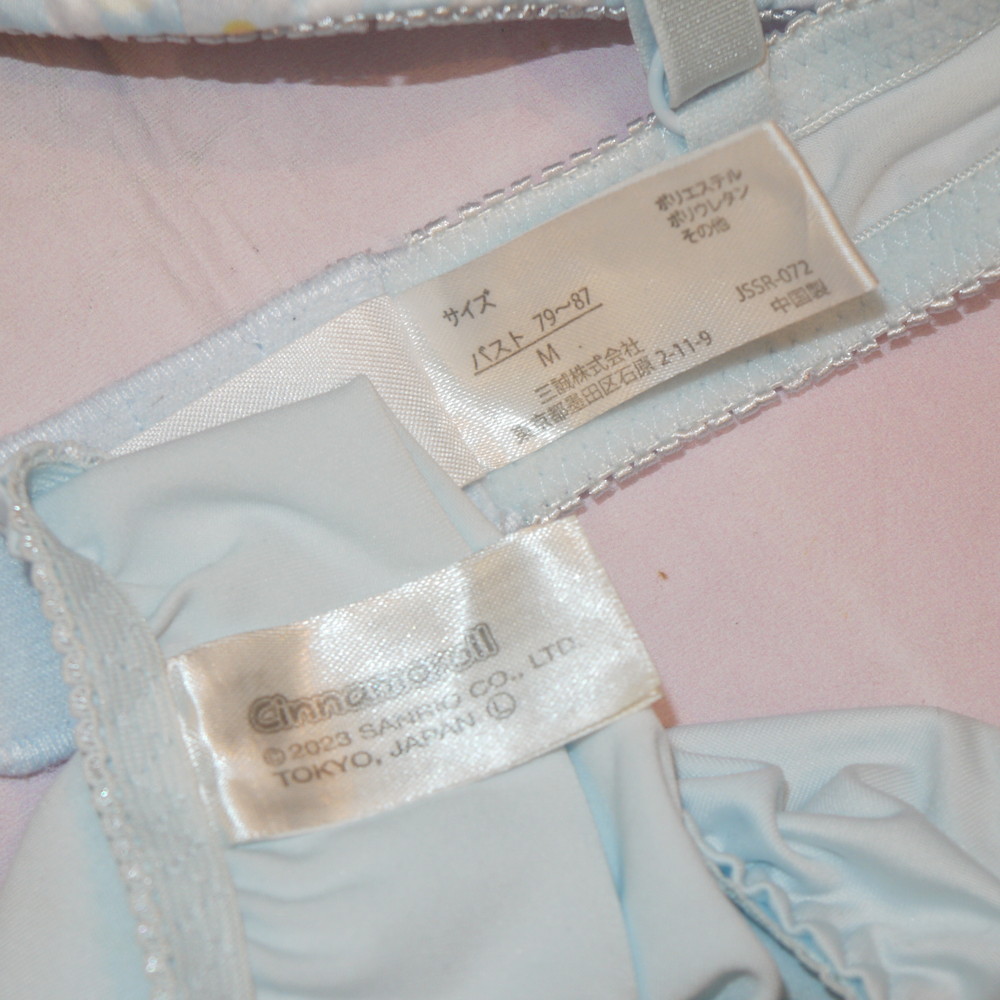 ポリエステル
ポリウレタン
その他
サイズ
バスト 79～87
M
三誠株式会社
東京都墨田区石原 2-11-9
JSSR-072
中国製
Cinnamoroll
©2023 SANRIO CO., LTD.
TOKYO, JAPAN Ⓛ